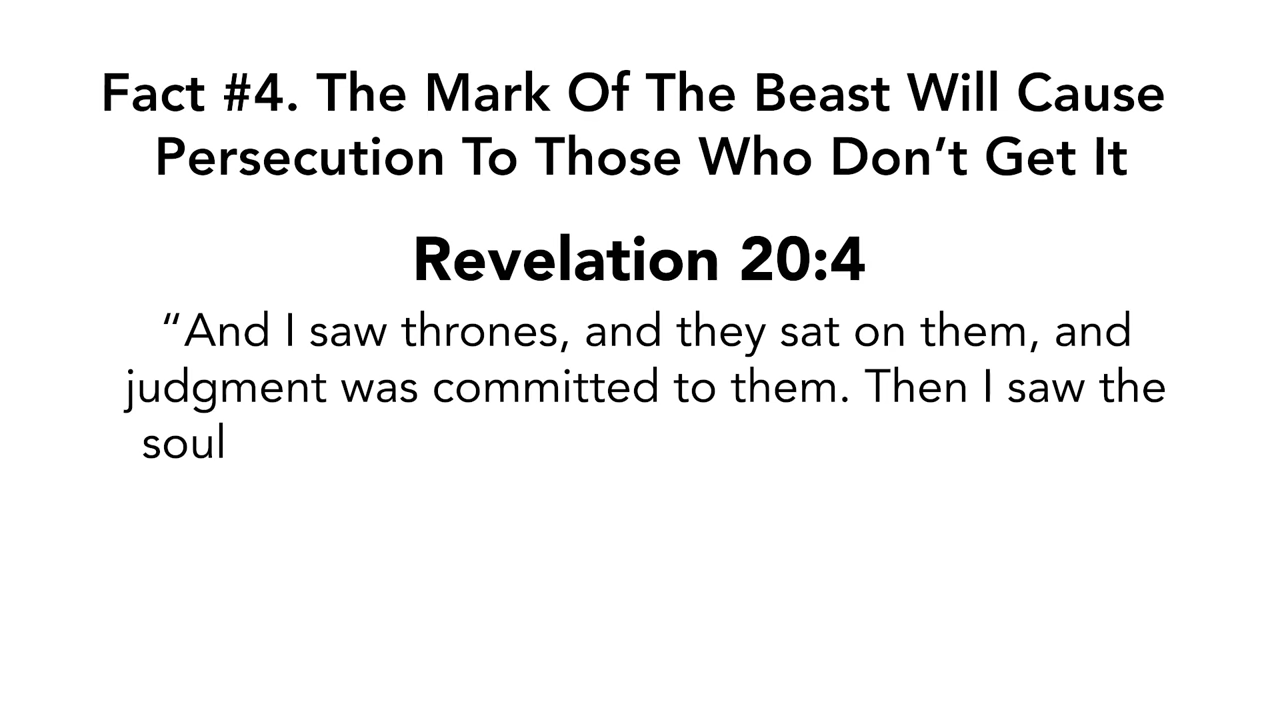 Fact #4. The Mark Of The Beast Will Cause
Persecution To Those Who Don’t Get It
Revelation 20:4
“And I saw thrones, and they sat on them, and
judgment was committed to them. Then I saw the
soul